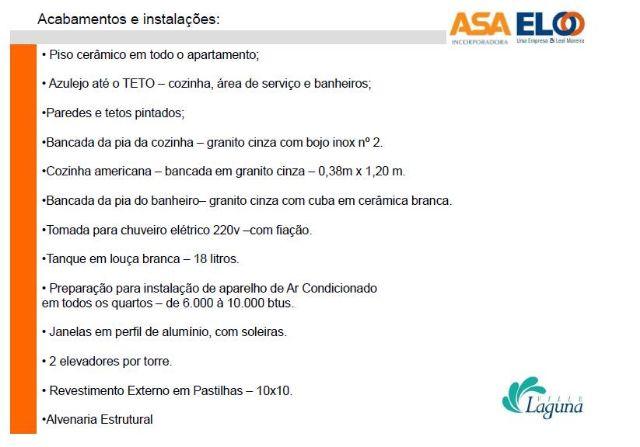 Acabamentos e instalações:
ASA ELO
INCORPORADORA Uma Empresa Leal Moreira
• Piso cerâmico em todo o apartamento;
• Azulejo até o TETO – cozinha, área de serviço e banheiros;
•Paredes e tetos pintados;
•Bancada da pia da cozinha – granito cinza com bojo inox nº 2.
•Cozinha americana – bancada em granito cinza – 0,38m x 1,20 m.
•Bancada da pia do banheiro– granito cinza com cuba em cerâmica branca.
•Tomada para chuveiro elétrico 220v –com fiação.
•Tanque em louça branca – 18 litros.
• Preparação para instalação de aparelho de Ar Condicionado
em todos os quartos – de 6.000 à 10.000 btus.
• Janelas em perfil de alumínio, com soleiras.
• 2 elevadores por torre.
• Revestimento Externo em Pastilhas – 10x10.
•Alvenaria Estrutural
VILLE
Laguna